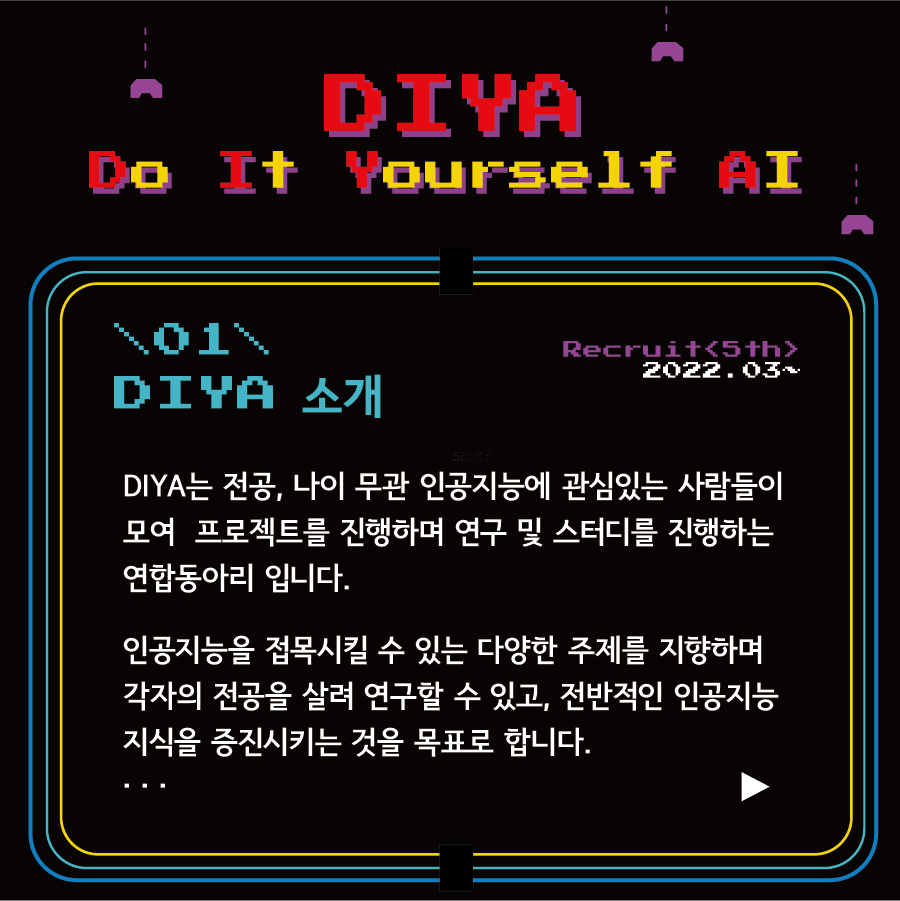 DIYA
Do It Yourself AI
\01\
Recruit<5th>
2022.03~
DIYA 소개
DIYA는 전공, 나이 무관 인공지능에 관심있는 사람들이
모여 프로젝트를 진행하며 연구 및 스터디를 진행하는
연합동아리 입니다.
인공지능을 접목시킬 수 있는 다양한 주제를 지향하며
각자의 전공을 살려 연구할 수 있고, 전반적인 인공지능
지식을 증진시키는 것을 목표로 합니다.
...